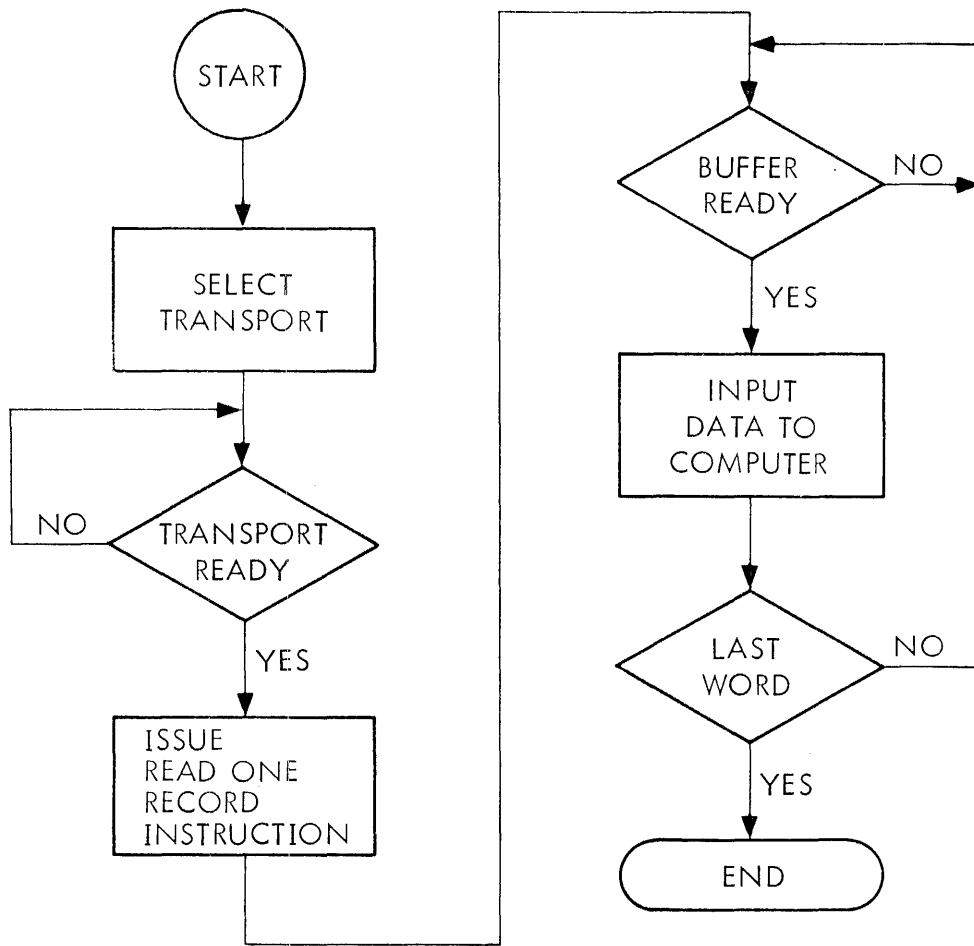 START
SELECT
TRANSPORT
NO
TRANSPORT
READY
YES
ISSUE
READ ONE
RECORD
INSTRUCTION
BUFFER
READY
NO
YES
INPUT
DATA TO
COMPUTER
LAST
WORD
NO
YES
END